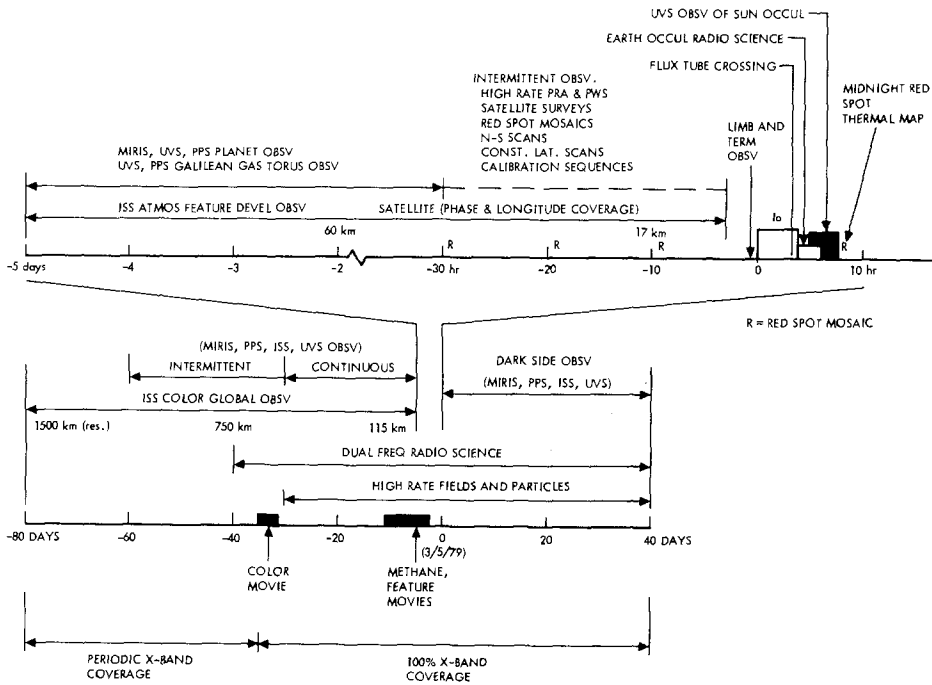 UVS OBSV OF SUN OCCUL
EARTH OCCUL RADIO SCIENCE
FLUX TUBE CROSSING
INTERMITTENT OBSV.
HIGH RATE PRA & PWS
SATELLITE SURVEYS
RED SPOT MOSAICS
N-S SCANS
CONST. LAT. SCANS
CALIBRATION SEQUENCES
MIDNIGHT RED
SPOT
THERMAL MAP
LIMB AND
TERM
OBSV
MIRIS, UVS, PPS PLANET OBSV
UVS, PPS GALILEAN GAS TORUS OBSV
ISS ATMOS FEATURE DEVEL OBSV
SATELLITE (PHASE & LONGITUDE COVERAGE)
60 km
17 km
Io
R
R
R
R
-5 days
-4
-3
-2
-30 hr
-20
-10
0
10 hr
R = RED SPOT MOSAIC
(MIRIS, PPS, ISS, UVS OBSV)
INTERMITTENT
CONTINUOUS
DARK SIDE OBSV
(MIRIS, PPS, ISS, UVS)
ISS COLOR GLOBAL OBSV
1500 km (res.)
750 km
115 km
DUAL FREQ RADIO SCIENCE
HIGH RATE FIELDS AND PARTICLES
-80 DAYS
-60
-40
-20
0
20
40 DAYS
(3/5/79)
COLOR
MOVIE
METHANE,
FEATURE
MOVIES
PERIODIC X-BAND
COVERAGE
100% X-BAND
COVERAGE